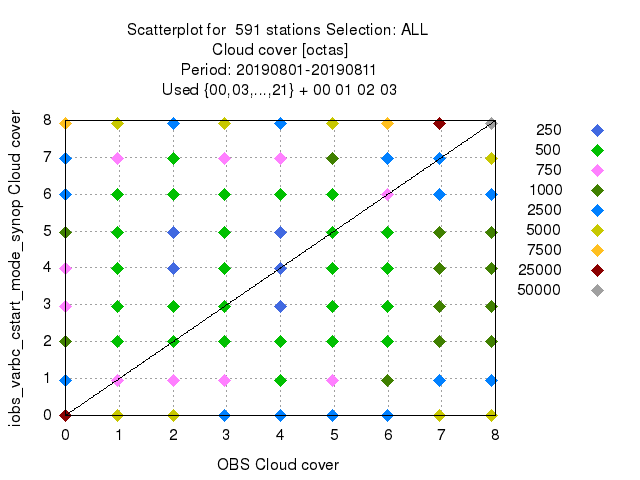 Scatterplot for 591 stations Selection: ALL
Cloud cover [octas]
Period: 20190801-20190811
Used {00,03,...,21} + 00 01 02 03
iobs_varbc_cstart_mode_synop Cloud cover
8
7
6
5
4
3
2
1
0
0 1 2 3 4 5 6 7 8
OBS Cloud cover
250
500
750
1000
2500
5000
7500
25000
50000